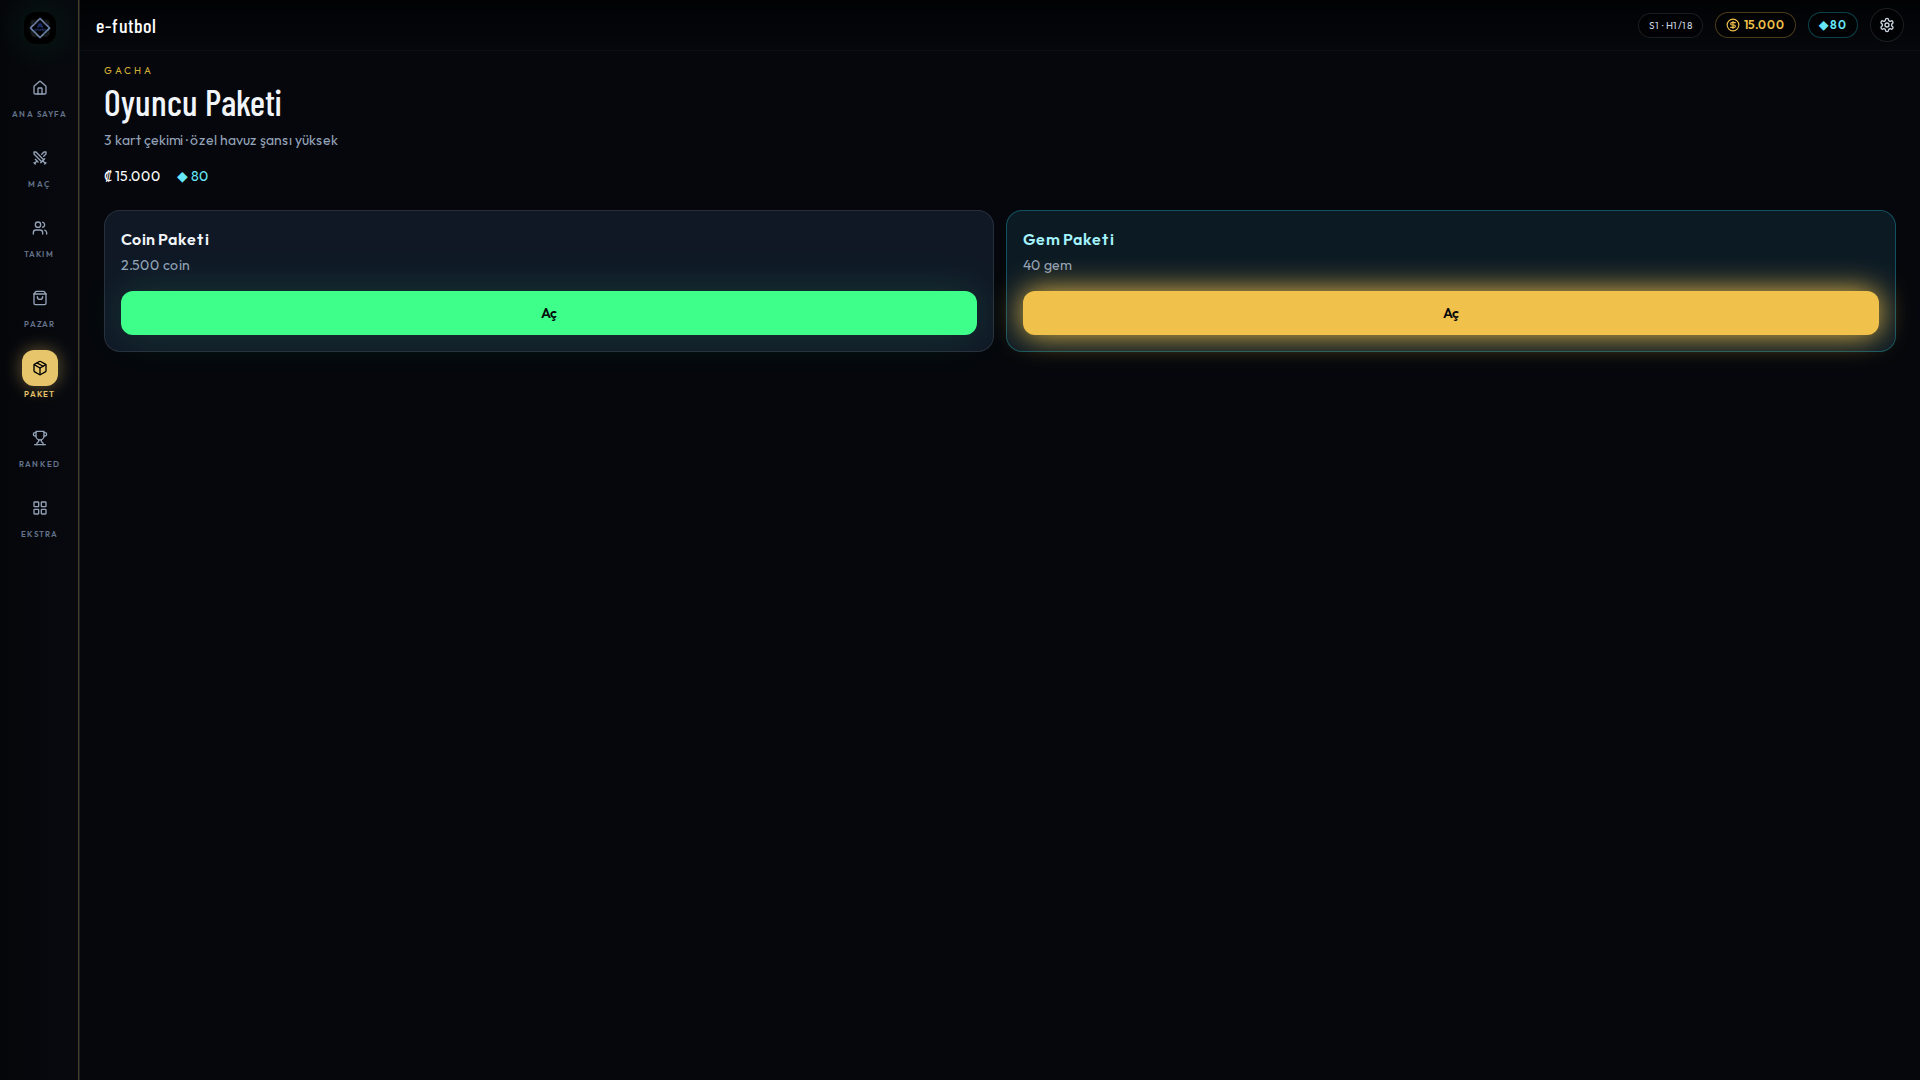 e-futbol
S1 · H1/18
15.000
◆80
ANA SAYFA
MAÇ
TAKIM
PAZAR
PAKET
RANKED
EKSTRA
GACHA
Oyuncu Paketi
3 kart çekimi · özel havuz şansı yüksek
₡ 15.000 ◆ 80
Coin Paketi
2.500 coin
Aç
Gem Paketi
40 gem
Aç